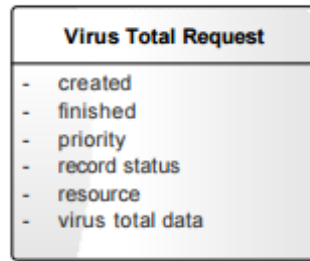 Virus Total Request
- created
- finished
- priority
- record status
- resource
- virus total data